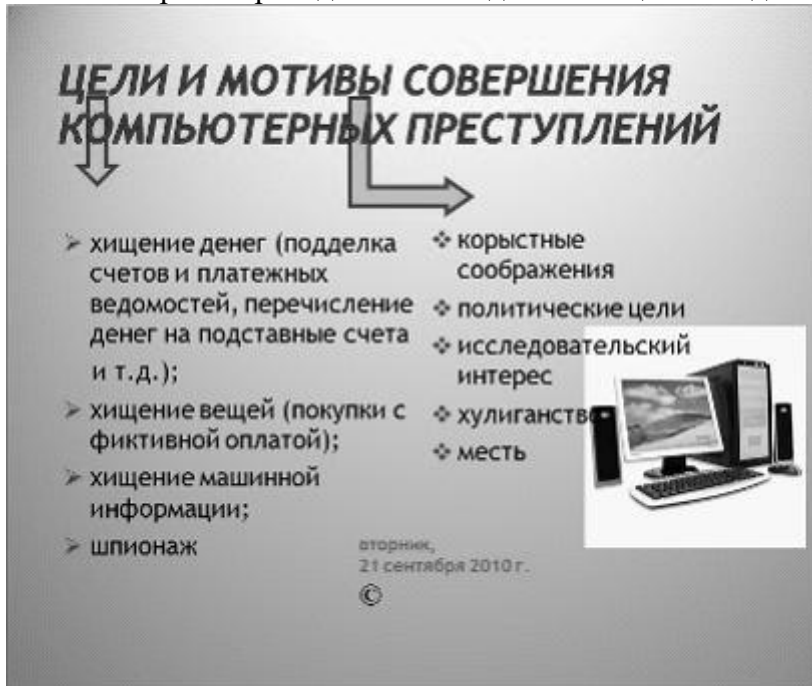 ЦЕЛИ И МОТИВЫ СОВЕРШЕНИЯ
КОМПЬЮТЕРНЫХ ПРЕСТУПЛЕНИЙ
хищение денег (подделка
счетов и платежных
ведомостей, перечисление
денег на подставные счета
и т.д.);
хищение вещей (покупки с
фиктивной оплатой);
хищение машинной
информации;
шпионаж
корыстные
соображения
политические цели
исследовательский
интерес
хулиганство
месть
вторник,
21 сентября 2010 г.
©